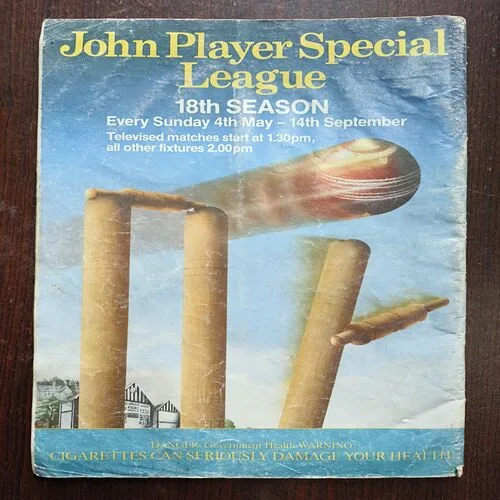 John Player Special
League
18th SEASON
Every Sunday 4th May – 14th September
Televised matches start at 1.30pm,
all other fixtures 2.00pm
DANGER: Government Health WARNING:
CIGARETTES CAN SERIOUSLY DAMAGE YOUR HEALTH